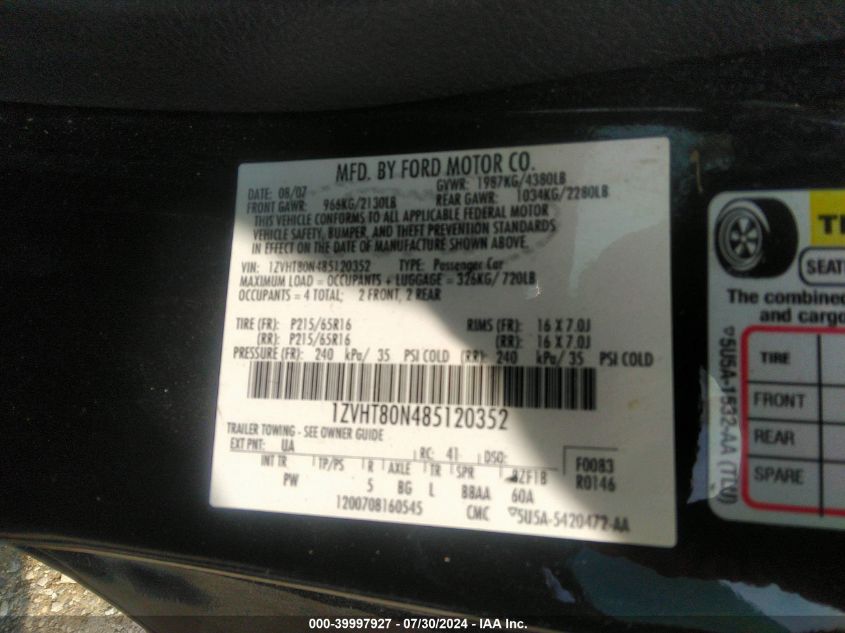 MFD. BY FORD MOTOR CO.
DATE: 08/07 GVWR: 1987KG/4380LB
FRONT GAWR: 966KG/2130LB REAR GAWR: 1034KG/2280LB
THIS VEHICLE CONFORMS TO ALL APPLICABLE FEDERAL MOTOR
VEHICLE SAFETY, BUMPER, AND THEFT PREVENTION STANDARDS
IN EFFECT ON THE DATE OF MANUFACTURE SHOWN ABOVE.
VIN: 1ZVHT80N485120352 TYPE: Passenger Car
MAXIMUM LOAD = OCCUPANTS + LUGGAGE = 326KG/720LB
OCCUPANTS = 4 TOTAL; 2 FRONT, 2 REAR
TIRE (FR): P215/65R16 RIMS (FR): 16 X 7.0J
(RR): P215/65R16 (RR): 16 X 7.0J
PRESSURE (FR): 240 kPa/ 35 PSI COLD (RR): 240 kPa/ 35 PSI COLD
1ZVHT80N485120352
TRAILER TOWING - SEE OWNER GUIDE
EXT PNT: UA RC: 41 DSO:
INT TR TP/PS R AXLE TR SPR F0083
PW 5 BG L BBAA 60A R0146
1200708160545 CMC ▽5U5A-5420472-AA
SEAT
The combined
and cargo
TIRE
FRONT
REAR
SPARE
▽5U5A-1532-AA (TLU)
000-39997927 - 07/30/2024 - IAA Inc.